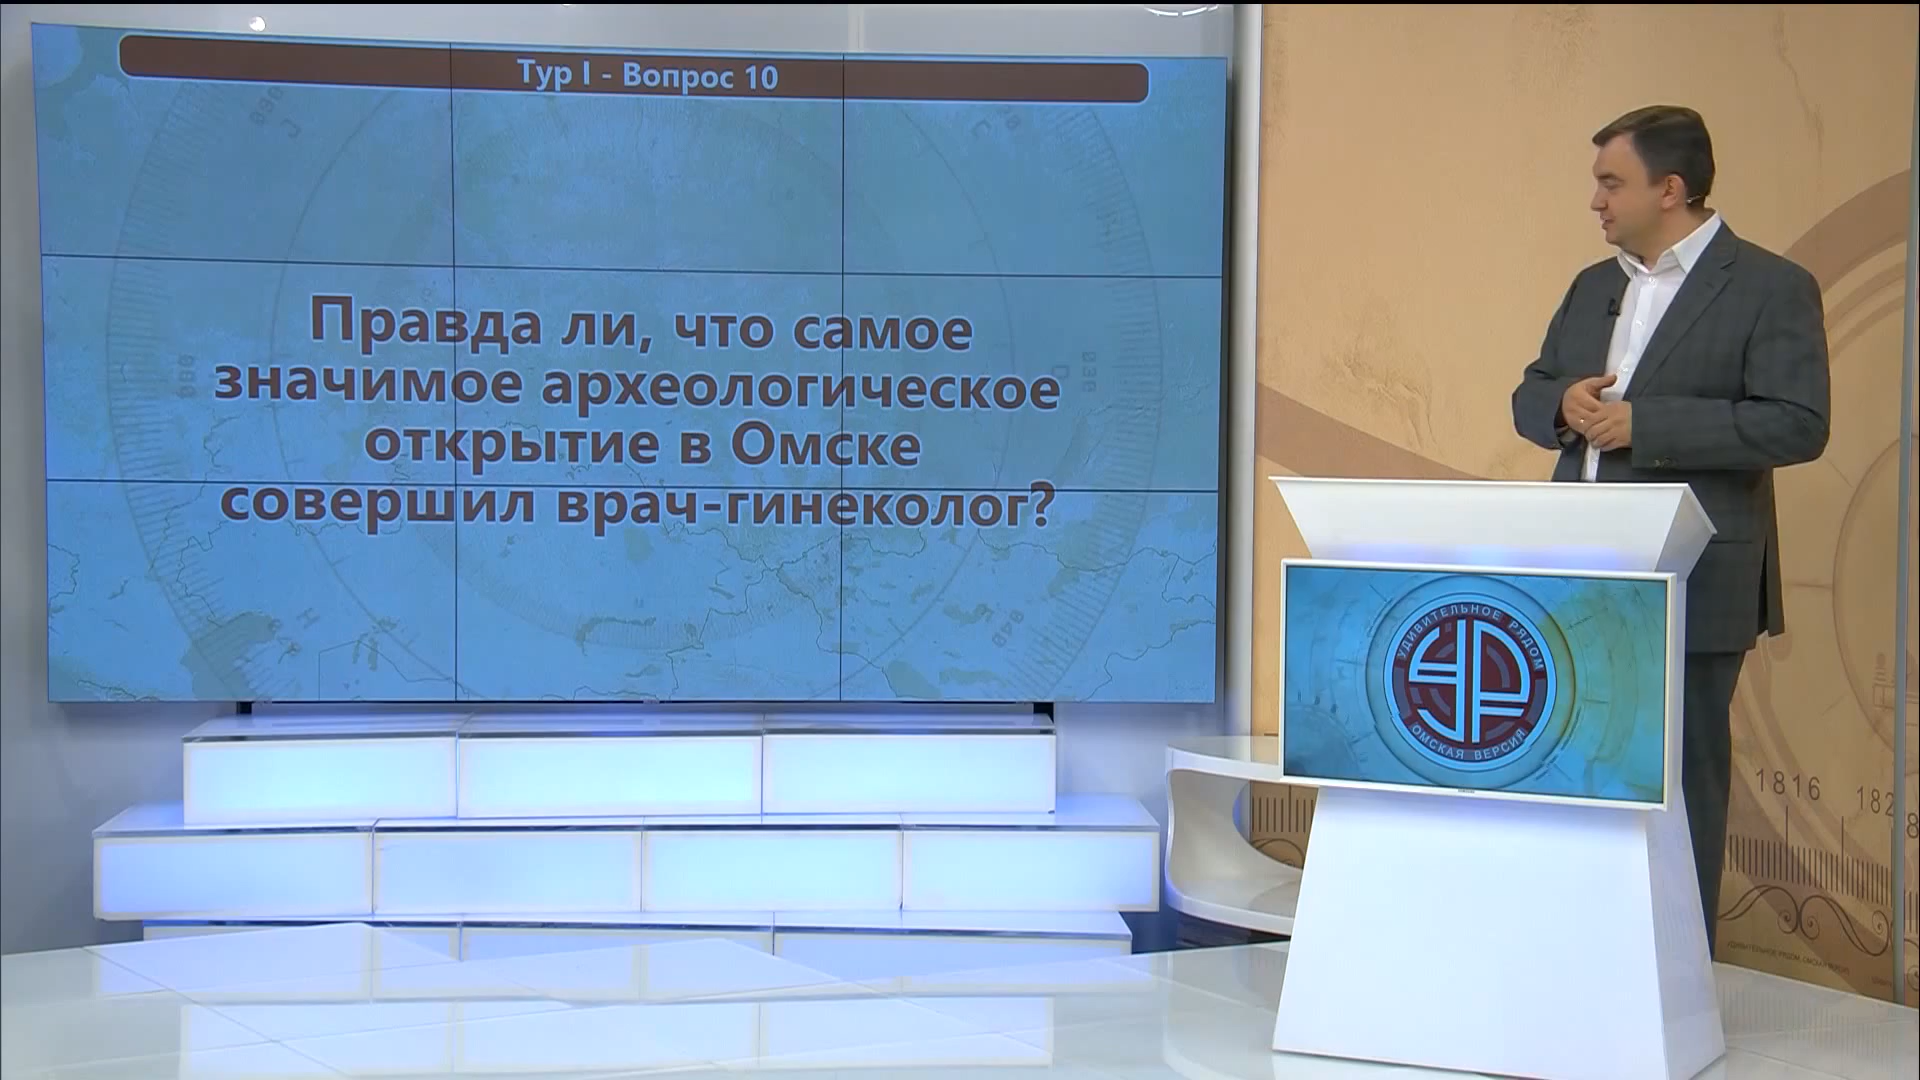 Тур I - Вопрос 10
Правда ли, что самое
значимое археологическое
открытие в Омске
совершил врач-гинеколог?
УДИВИТЕЛЬНОЕ РЯДОМ
УР
ОМСКАЯ ВЕРСИЯ
1816
182